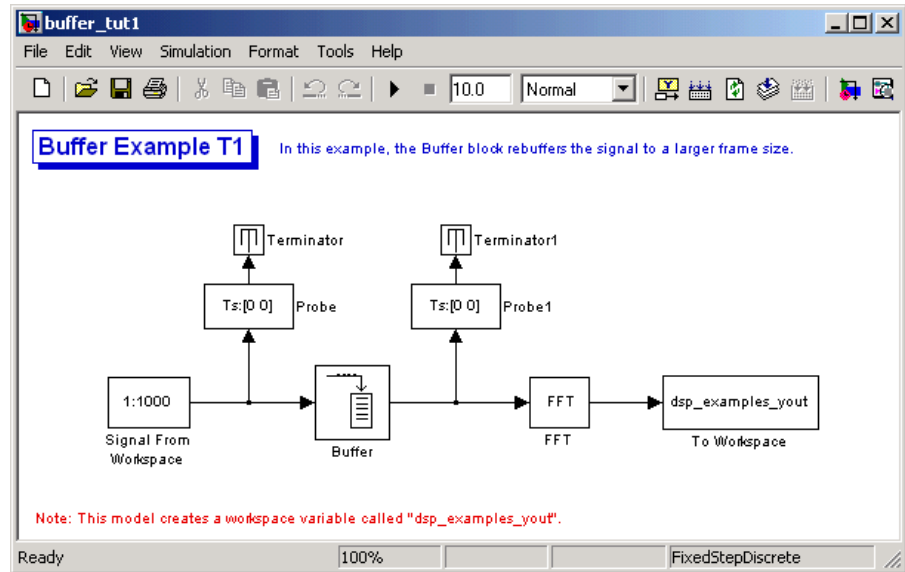 buffer_tut1
File Edit View Simulation Format Tools Help
10.0 Normal
Buffer Example T1
In this example, the Buffer block rebuffers the signal to a larger frame size.
Terminator
Terminator1
Ts:[0 0]
Probe
Ts:[0 0]
Probe1
1:1000
FFT
dsp_examples_yout
Signal From
Workspace
Buffer
FFT
To Workspace
Note: This model creates a workspace variable called "dsp_examples_yout".
Ready
100%
FixedStepDiscrete